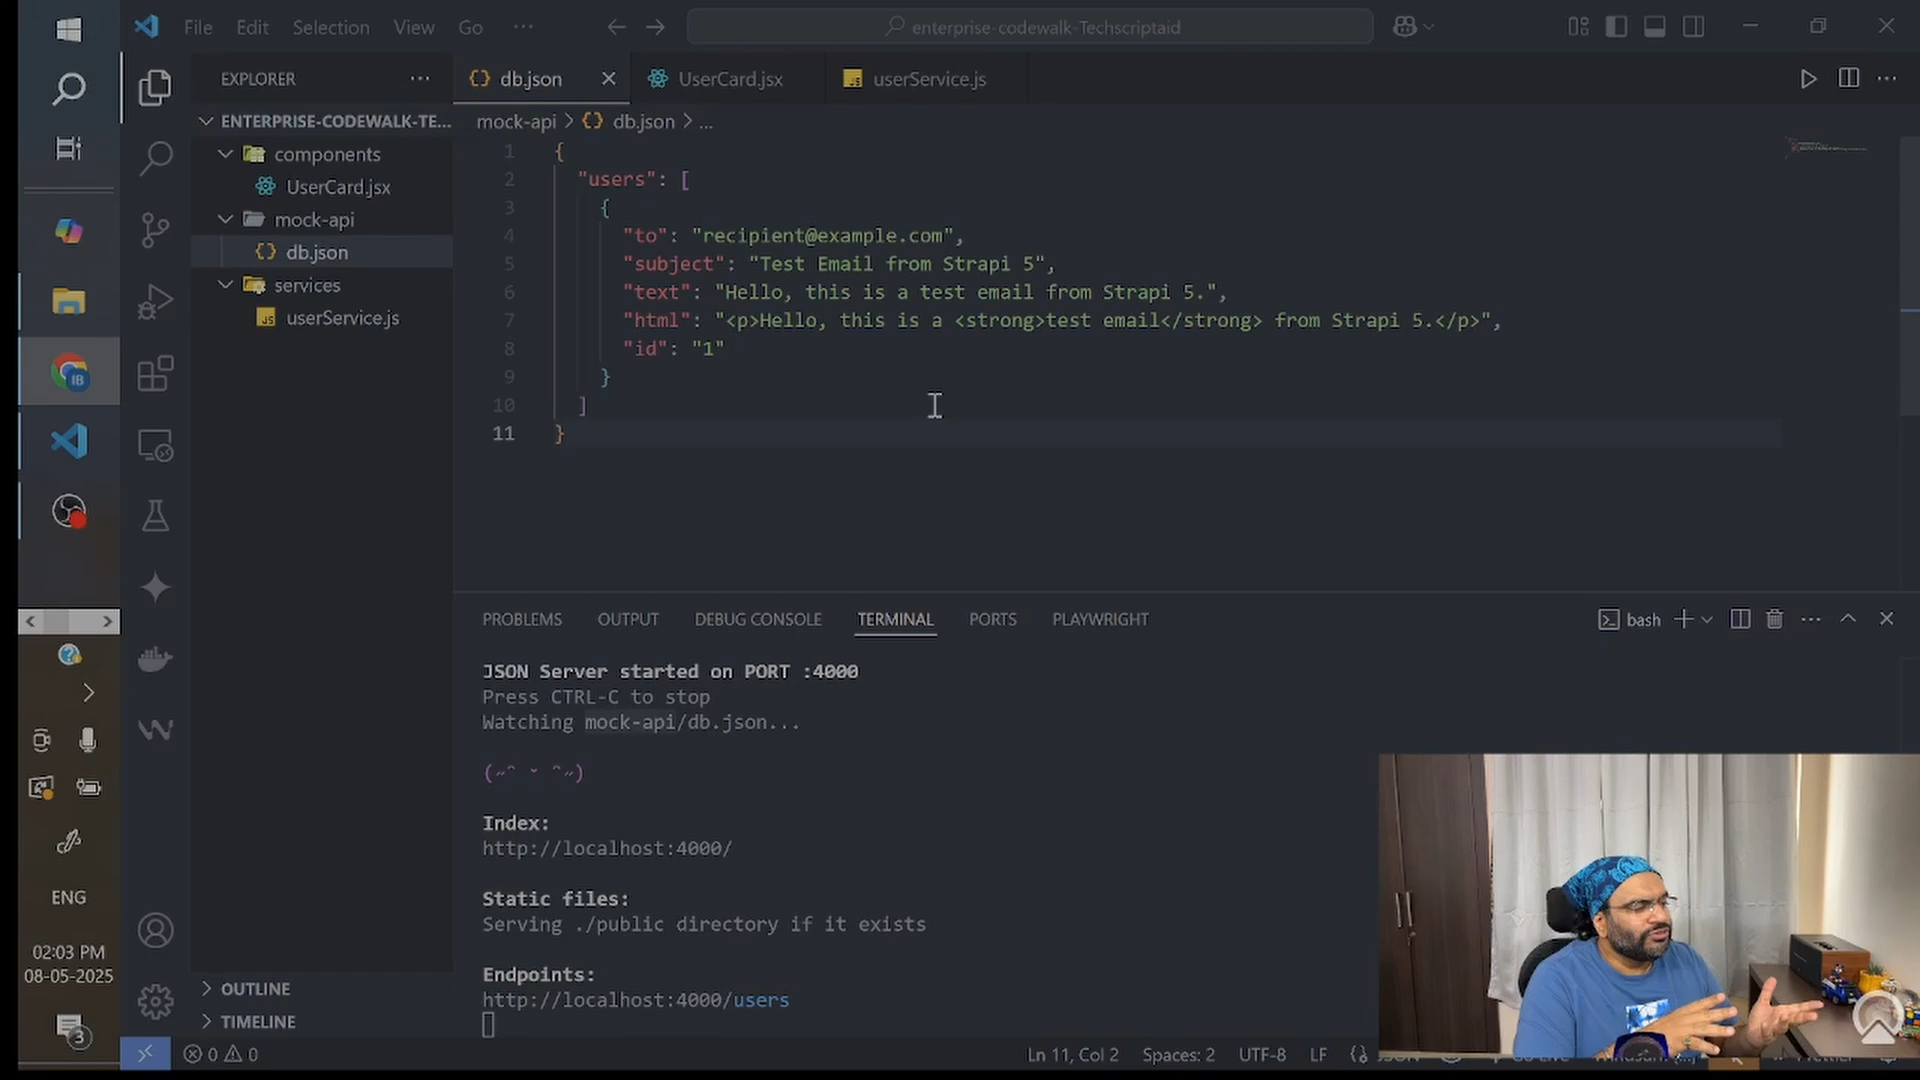 File Edit Selection View Go ···
enterprise-codewalk-Techscriptaid
EXPLORER ···
db.json
UserCard.jsx
userService.js
ENTERPRISE-CODEWALK-TE...
components
UserCard.jsx
mock-api
db.json
services
userService.js
OUTLINE
TIMELINE
mock-api > db.json > ...
1 {
2 "users": [
3 {
4 "to": "recipient@example.com",
5 "subject": "Test Email from Strapi 5",
6 "text": "Hello, this is a test email from Strapi 5.",
7 "html": "<p>Hello, this is a <strong>test email</strong> from Strapi 5.</p>",
8 "id": "1"
9 }
10 ]
11 }
PROBLEMS OUTPUT DEBUG CONSOLE TERMINAL PORTS PLAYWRIGHT
bash
JSON Server started on PORT :4000
Press CTRL-C to stop
Watching mock-api/db.json...
(˶ᵔ ᵕ ᵔ˶)
Index:
http://localhost:4000/
Static files:
Serving ./public directory if it exists
Endpoints:
http://localhost:4000/users
IB
ENG
02:03 PM
08-05-2025
3
0 0
Ln 11, Col 2 Spaces: 2 UTF-8 LF